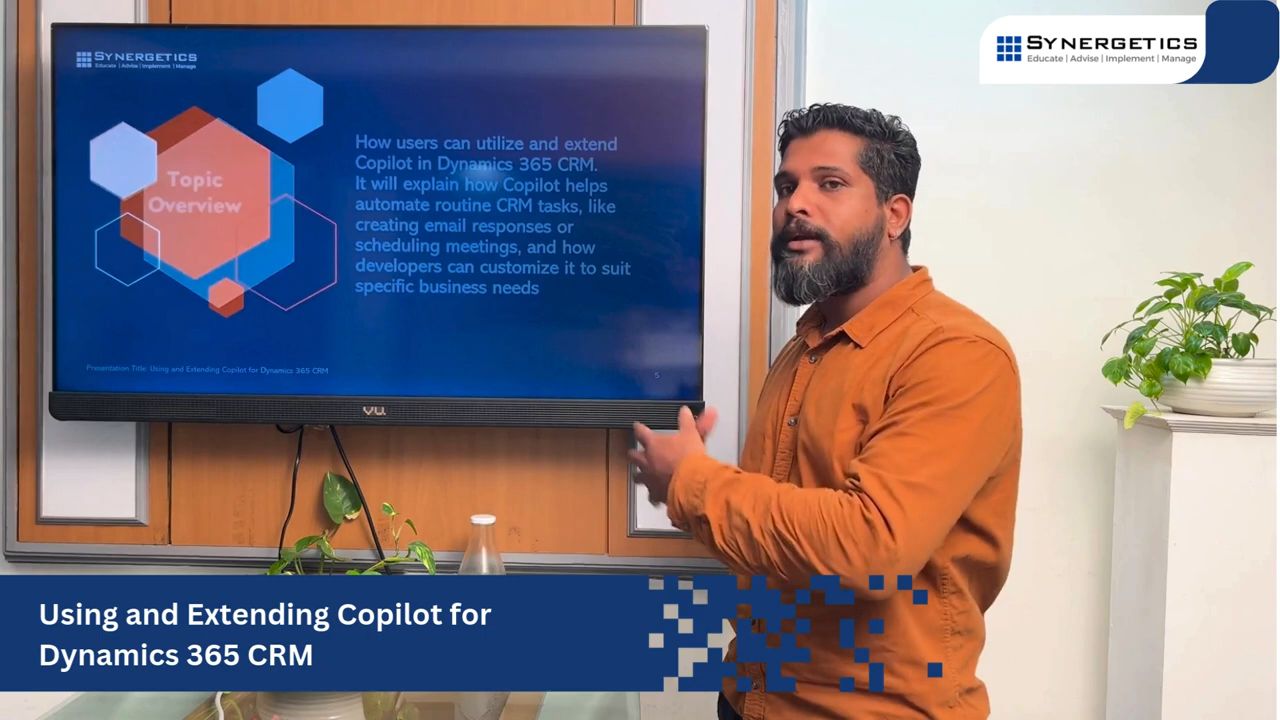 SYNERGETICS
Educate | Advise | Implement | Manage
Topic
Overview
How users can utilize and extend
Copilot in Dynamics 365 CRM.
It will explain how Copilot helps
automate routine CRM tasks, like
creating email responses or
scheduling meetings, and how
developers can customize it to suit
specific business needs
Presentation Title: Using and Extending Copilot for Dynamics 365 CRM
5
VU
SYNERGETICS
Educate | Advise | Implement | Manage
Using and Extending Copilot for
Dynamics 365 CRM